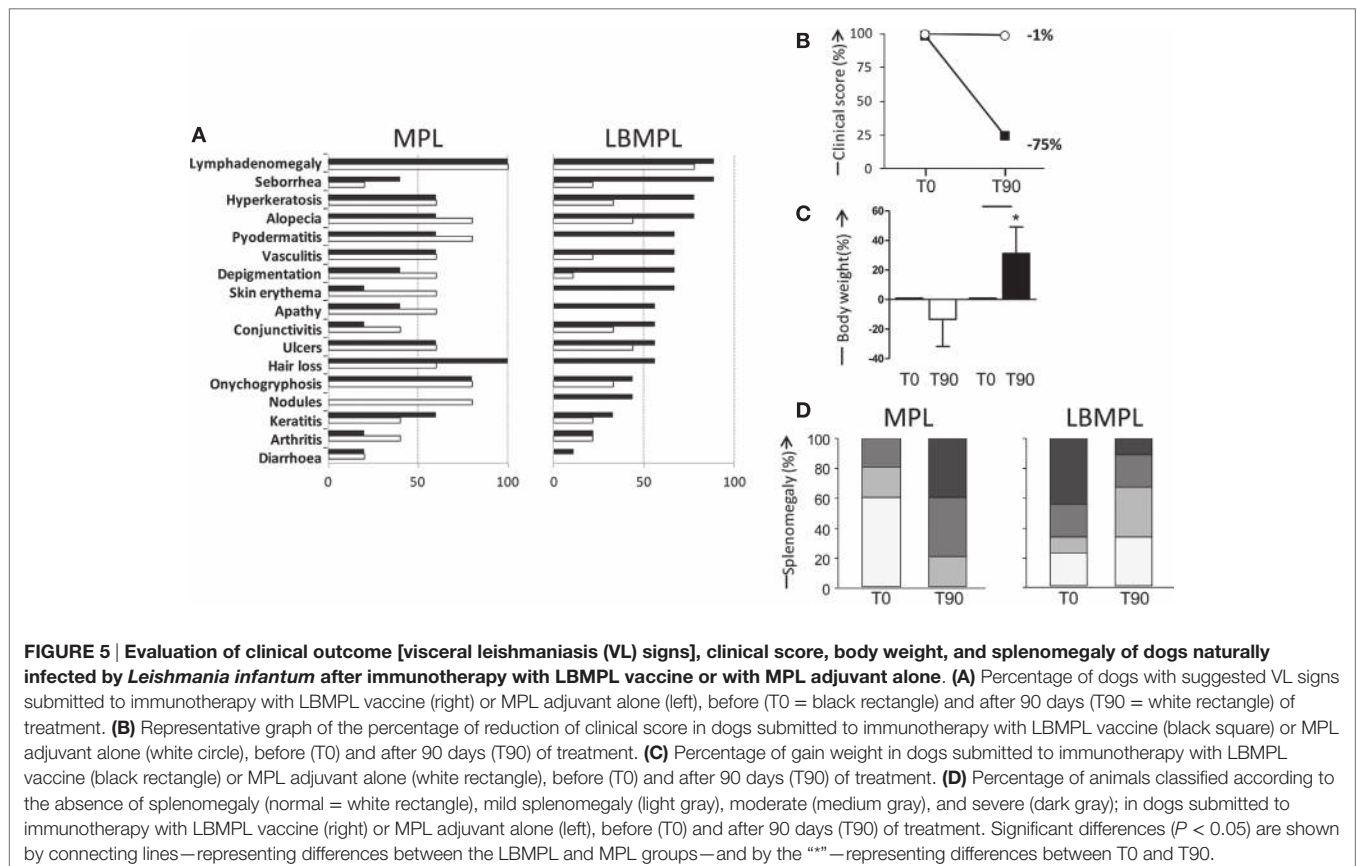 A
MPL
LBMPL
Lymphadenomegaly
Seborrhea
Hyperkeratosis
Alopecia
Pyodermatitis
Vasculitis
Depigmentation
Skin erythema
Apathy
Conjunctivitis
Ulcers
Hair loss
Onychogryphosis
Nodules
Keratitis
Arthritis
Diarrhoea
0 50 100
0 50 100
B
Clinical score (%)
100
75
50
25
0
-1%
-75%
T0 T90
C
Body weight(%)
60
40
20
0
-20
-40
*
T0 T90 T0 T90
D
MPL
LBMPL
Splenomegaly (%)
100
80
60
40
20
0
T0 T90
T0 T90
FIGURE 5 | Evaluation of clinical outcome [visceral leishmaniasis (VL) signs], clinical score, body weight, and splenomegaly of dogs naturally
infected by Leishmania infantum after immunotherapy with LBMPL vaccine or with MPL adjuvant alone. (A) Percentage of dogs with suggested VL signs
submitted to immunotherapy with LBMPL vaccine (right) or MPL adjuvant alone (left), before (T0 = black rectangle) and after 90 days (T90 = white rectangle) of
treatment. (B) Representative graph of the percentage of reduction of clinical score in dogs submitted to immunotherapy with LBMPL vaccine (black square) or MPL
adjuvant alone (white circle), before (T0) and after 90 days (T90) of treatment. (C) Percentage of gain weight in dogs submitted to immunotherapy with LBMPL
vaccine (black rectangle) or MPL adjuvant alone (white rectangle), before (T0) and after 90 days (T90) of treatment. (D) Percentage of animals classified according to
the absence of splenomegaly (normal = white rectangle), mild splenomegaly (light gray), moderate (medium gray), and severe (dark gray); in dogs submitted to
immunotherapy with LBMPL vaccine (right) or MPL adjuvant alone (left), before (T0) and after 90 days (T90) of treatment. Significant differences (P < 0.05) are shown
by connecting lines—representing differences between the LBMPL and MPL groups—and by the “*”—representing differences between T0 and T90.